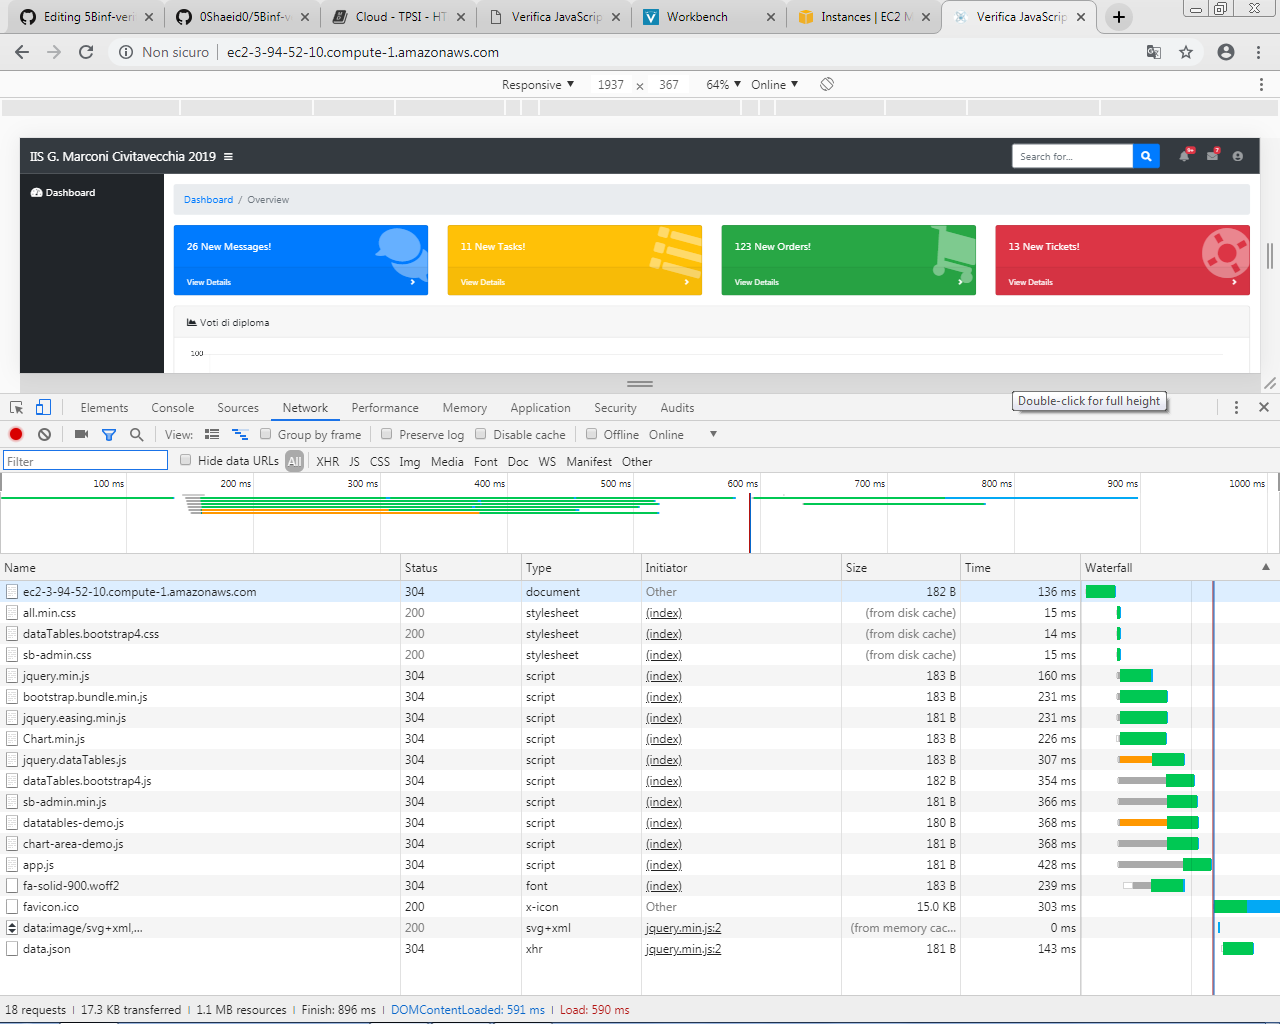 Editing 5Binf-veri
0Shaeid0/5Binf-v
Cloud - TPSI - HT
Verifica JavaScrip
Workbench
Instances | EC2 M
Verifica JavaScrip
Non sicuro
ec2-3-94-52-10.compute-1.amazonaws.com
Responsive ▼ 1937 × 367 64% ▼ Online ▼
IIS G. Marconi Civitavecchia 2019
Search for...
9+
7
Dashboard
Dashboard / Overview
26 New Messages!
11 New Tasks!
123 New Orders!
13 New Tickets!
View Details
View Details
View Details
View Details
Voti di diploma
100
Double-click for full height
Elements Console Sources Network Performance Memory Application Security Audits
View: Group by frame Preserve log Disable cache Offline Online ▼
Filter Hide data URLs All XHR JS CSS Img Media Font Doc WS Manifest Other
100 ms 200 ms 300 ms 400 ms 500 ms 600 ms 700 ms 800 ms 900 ms 1000 ms
Name Status Type Initiator Size Time Waterfall ▲
ec2-3-94-52-10.compute-1.amazonaws.com 304 document Other 182 B 136 ms
all.min.css 200 stylesheet (index) (from disk cache) 15 ms
dataTables.bootstrap4.css 200 stylesheet (index) (from disk cache) 14 ms
sb-admin.css 200 stylesheet (index) (from disk cache) 15 ms
jquery.min.js 304 script (index) 183 B 160 ms
bootstrap.bundle.min.js 304 script (index) 183 B 231 ms
jquery.easing.min.js 304 script (index) 181 B 231 ms
Chart.min.js 304 script (index) 183 B 226 ms
jquery.dataTables.js 304 script (index) 183 B 307 ms
dataTables.bootstrap4.js 304 script (index) 182 B 354 ms
sb-admin.min.js 304 script (index) 181 B 366 ms
datatables-demo.js 304 script (index) 180 B 368 ms
chart-area-demo.js 304 script (index) 181 B 368 ms
app.js 304 script (index) 181 B 428 ms
fa-solid-900.woff2 304 font (index) 183 B 239 ms
favicon.ico 200 x-icon Other 15.0 KB 303 ms
data:image/svg+xml,... 200 svg+xml jquery.min.js:2 (from memory cac... 0 ms
data.json 304 xhr jquery.min.js:2 181 B 143 ms
18 requests | 17.3 KB transferred | 1.1 MB resources | Finish: 896 ms | DOMContentLoaded: 591 ms | Load: 590 ms